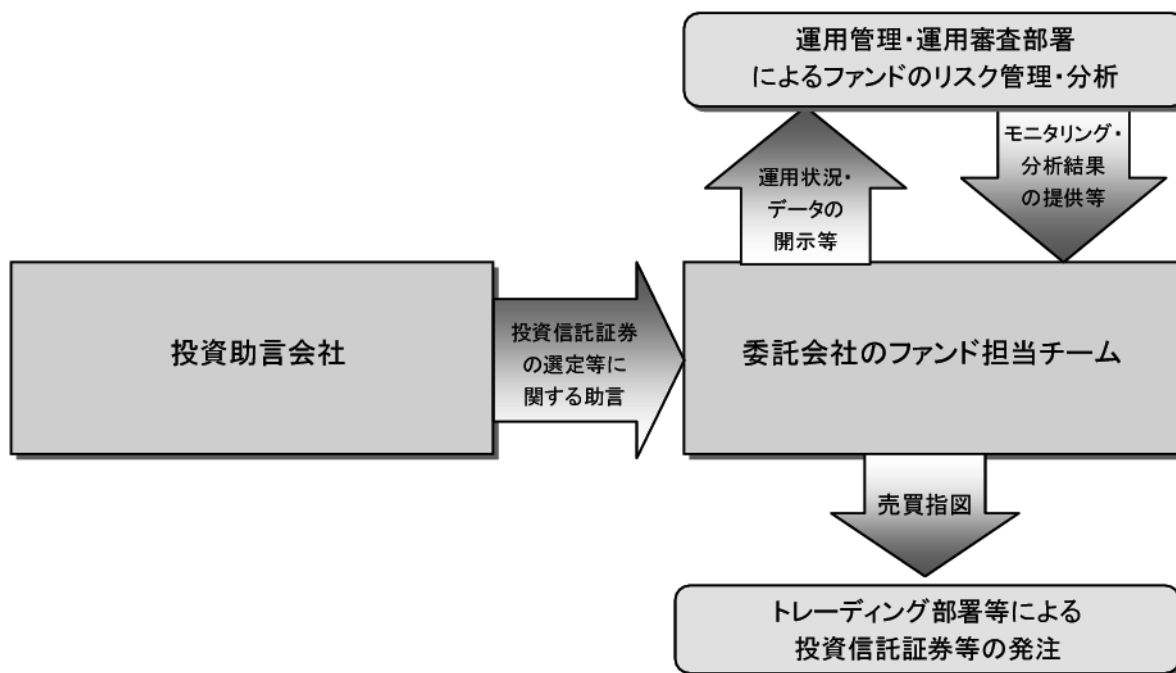 運用管理・運用審査部署
によるファンドのリスク管理・分析
運用状況・
データの
開示等
モニタリング・
分析結果
の提供等
投資助言会社
投資信託証券
の選定等に
関する助言
委託会社のファンド担当チーム
売買指図
トレーディング部署等による
投資信託証券等の発注